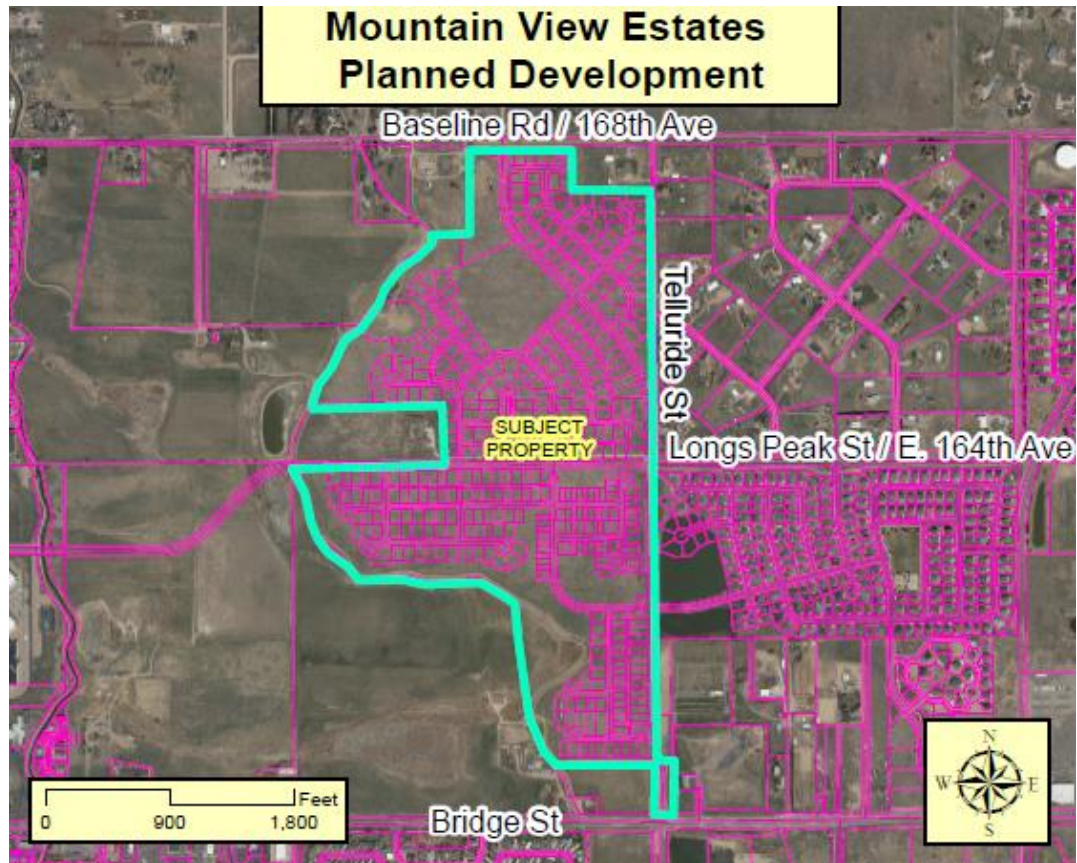 Mountain View Estates
Planned Development
Baseline Rd / 168th Ave
Telluride St
SUBJECT
PROPERTY
Longs Peak St / E. 164th Ave
Feet
0 900 1,800
Bridge St
N
W E
S